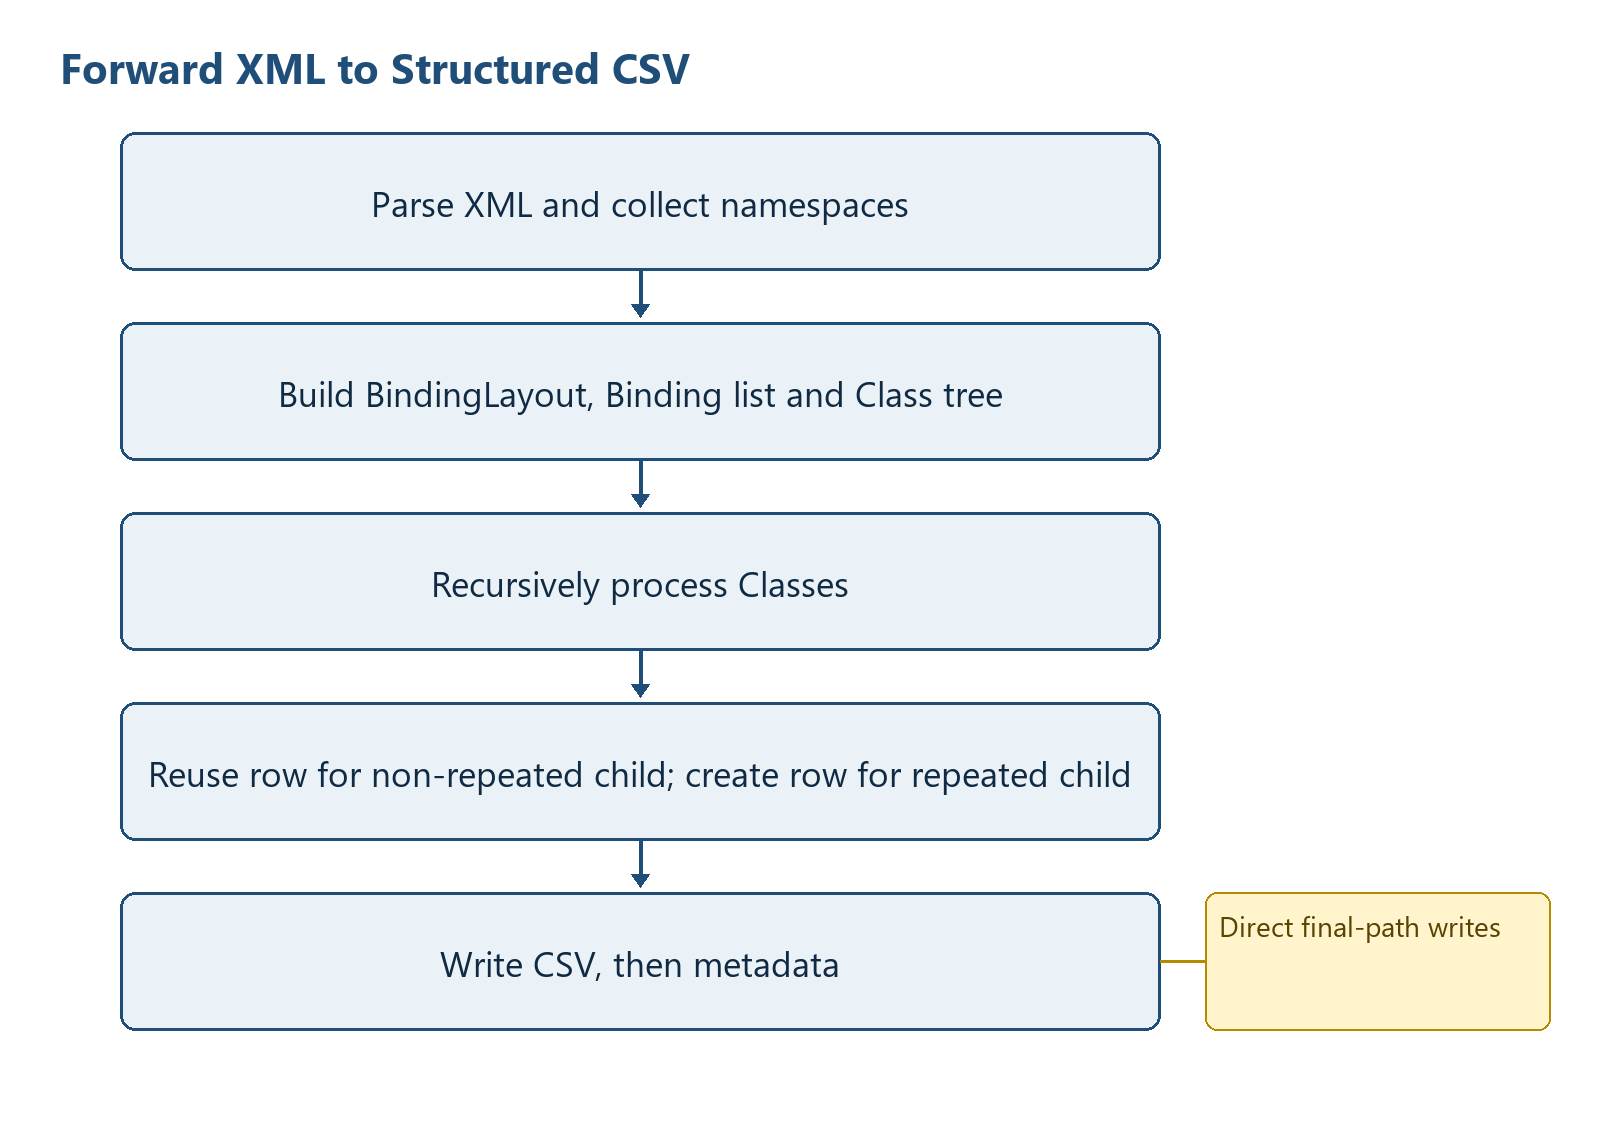 Forward XML to Structured CSV
Parse XML and collect namespaces
Build BindingLayout, Binding list and Class tree
Recursively process Classes
Reuse row for non-repeated child; create row for repeated child
Write CSV, then metadata
Direct final-path writes